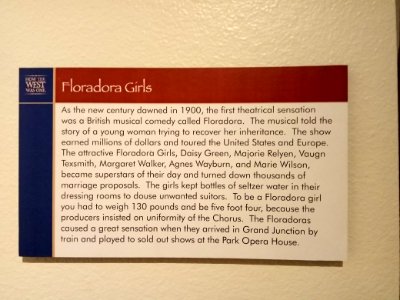 HOW THE
WEST
WAS ONE
Floradora Girls
As the new century dawned in 1900, the first theatrical sensation
was a British musical comedy called Floradora. The musical told the
story of a young woman trying to recover her inheritance. The show
earned millions of dollars and toured the United States and Europe.
The attractive Floradora Girls, Daisy Green, Majorie Relyen, Vaugn
Texsmith, Margaret Walker, Agnes Wayburn, and Marie Wilson,
became superstars of their day and turned down thousands of
marriage proposals. The girls kept bottles of seltzer water in their
dressing rooms to douse unwanted suitors. To be a Floradora girl
you had to weigh 130 pounds and be five foot four, because the
producers insisted on uniformity of the Chorus. The Floradoras
caused a great sensation when they arrived in Grand Junction by
train and played to sold out shows at the Park Opera House.